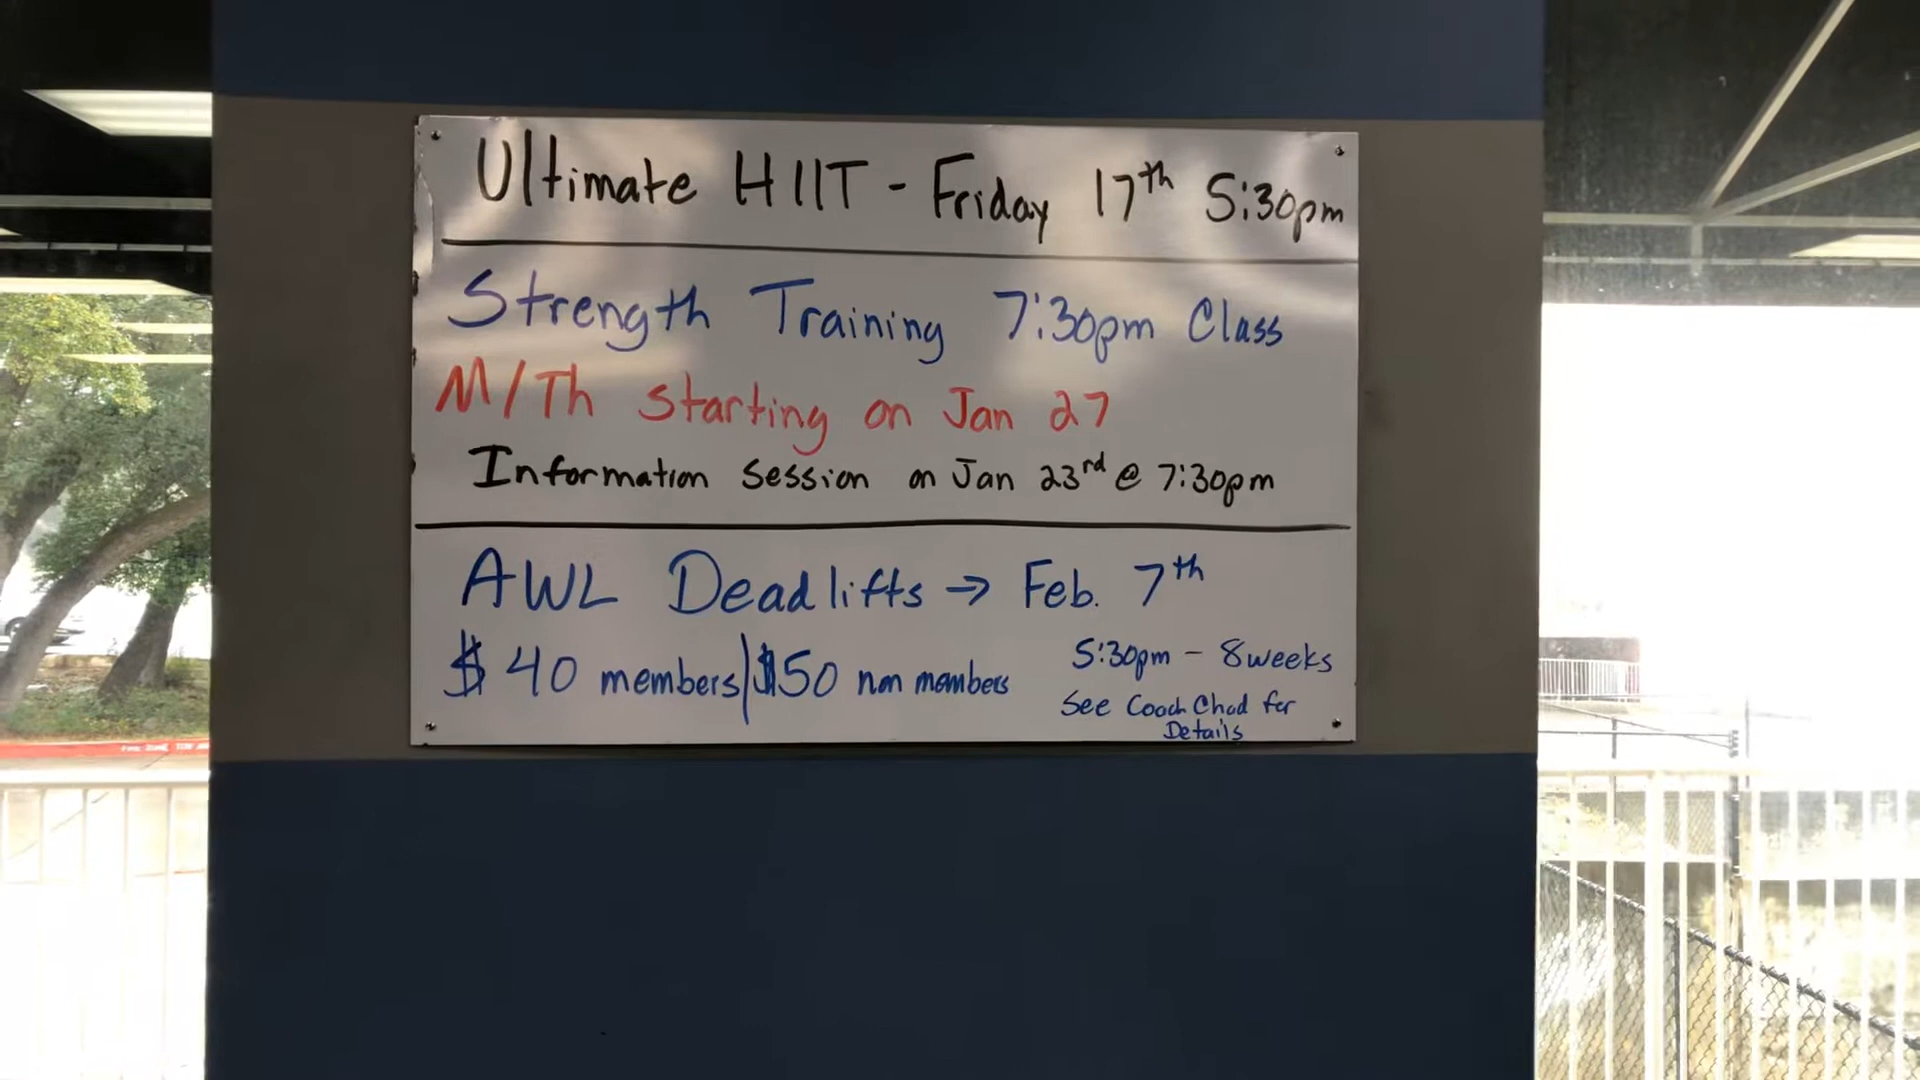 Ultimate HIIT - Friday 17th 5:30pm
Strength Training 7:30pm Class
M/Th starting on Jan 27
Information Session on Jan 23rd @ 7:30pm
AWL Deadlifts → Feb. 7th
$40 members/$50 non members
5:30pm - 8weeks
See Coach Chad for
Details